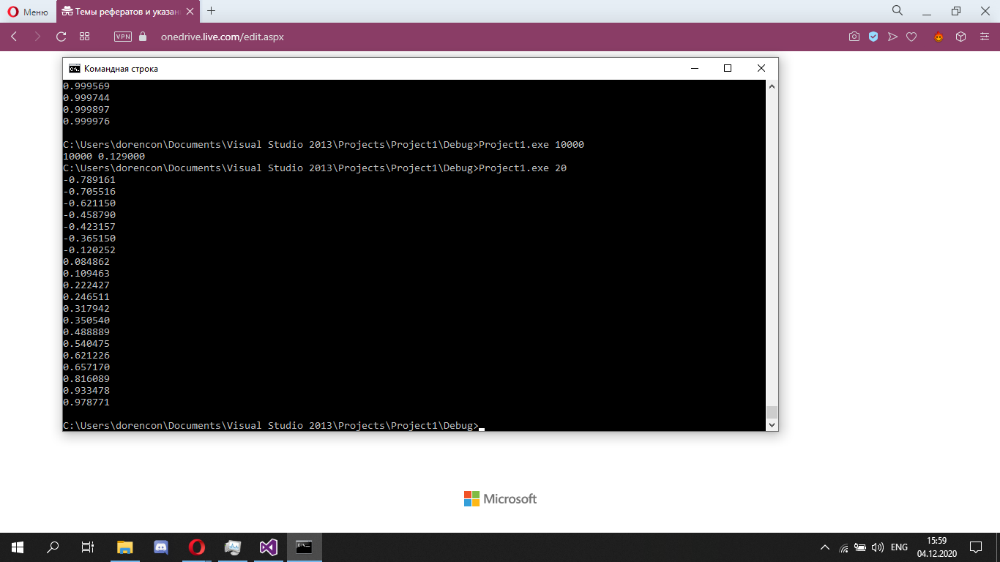 Меню
Темы рефератов и указан
VPN
onedrive.live.com/edit.aspx
Командная строка
0.999569
0.999744
0.999897
0.999976
C:\Users\dorencon\Documents\Visual Studio 2013\Projects\Project1\Debug>Project1.exe 10000
10000 0.129000
C:\Users\dorencon\Documents\Visual Studio 2013\Projects\Project1\Debug>Project1.exe 20
-0.789161
-0.705516
-0.621150
-0.458790
-0.423157
-0.365150
-0.120252
0.084862
0.109463
0.222427
0.246511
0.317942
0.350540
0.488889
0.540475
0.621226
0.657170
0.816089
0.933478
0.978771
C:\Users\dorencon\Documents\Visual Studio 2013\Projects\Project1\Debug>
Microsoft
ENG
15:59
04.12.2020